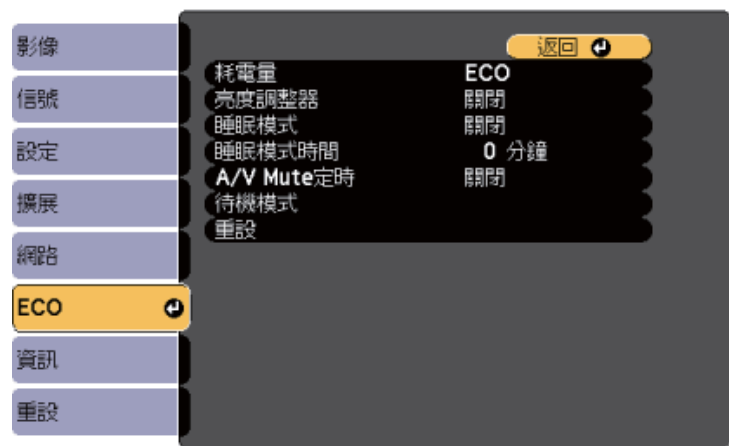 影像
信號
設定
擴展
網路
ECO
資訊
重設
返回
耗電量 ECO
亮度調整器 關閉
睡眠模式 關閉
睡眠模式時間 0 分鐘
A/V Mute定時 關閉
待機模式
重設